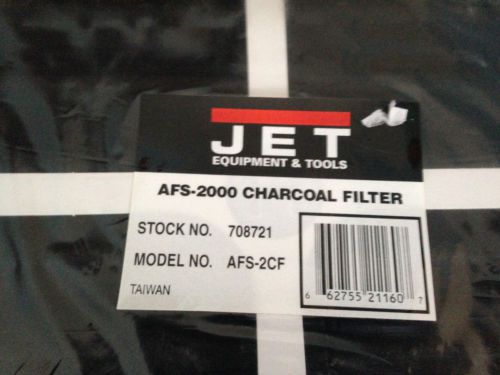 JET
EQUIPMENT & TOOLS
AFS-2000 CHARCOAL FILTER
STOCK NO. 708721
MODEL NO. AFS-2CF
TAIWAN
6 62755 21160 7